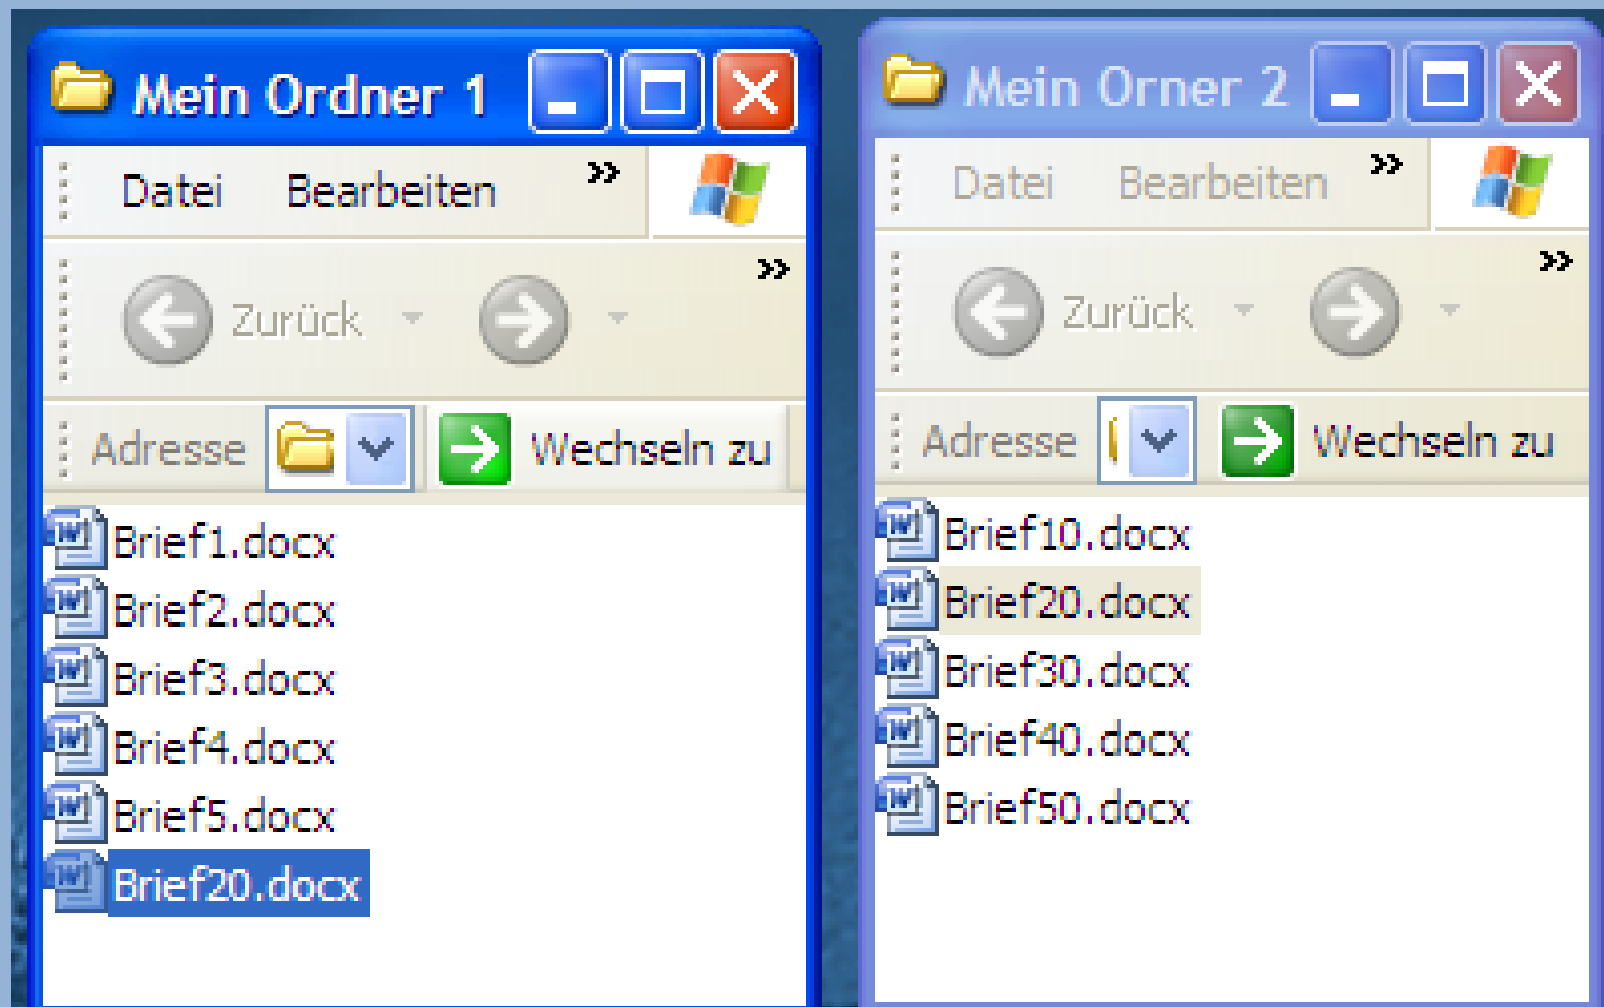 Mein Ordner 1
Datei Bearbeiten »
»
Zurück
Adresse Wechseln zu
Brief1.docx
Brief2.docx
Brief3.docx
Brief4.docx
Brief5.docx
Brief20.docx
Mein Orner 2
Datei Bearbeiten »
»
Zurück
Adresse Wechseln zu
Brief10.docx
Brief20.docx
Brief30.docx
Brief40.docx
Brief50.docx